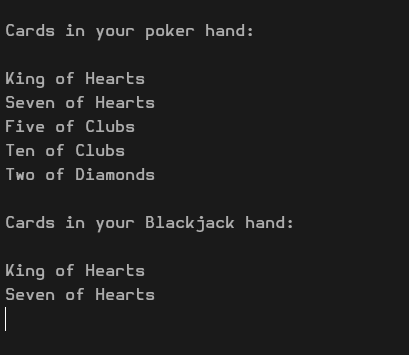 Cards in your poker hand:
King of Hearts
Seven of Hearts
Five of Clubs
Ten of Clubs
Two of Diamonds
Cards in your Blackjack hand:
King of Hearts
Seven of Hearts